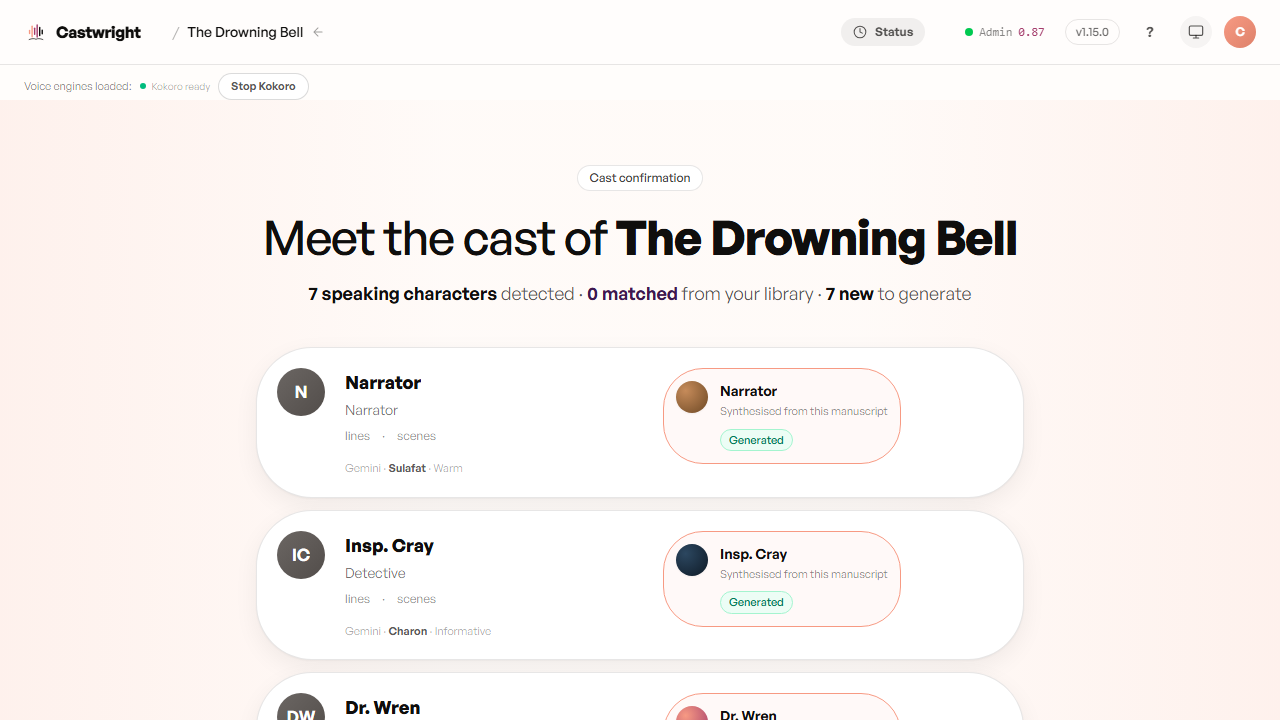 Castwright
/ The Drowning Bell ←
Status
Admin 0.87
v1.15.0
?
C
Voice engines loaded: Kokoro ready Stop Kokoro
Cast confirmation
Meet the cast of The Drowning Bell
7 speaking characters detected · 0 matched from your library · 7 new to generate
N
Narrator
Narrator
lines · scenes
Gemini · Sulafat · Warm
Narrator
Synthesised from this manuscript
Generated
IC
Insp. Cray
Detective
lines · scenes
Gemini · Charon · Informative
Insp. Cray
Synthesised from this manuscript
Generated
DW
Dr. Wren
Dr. Wren